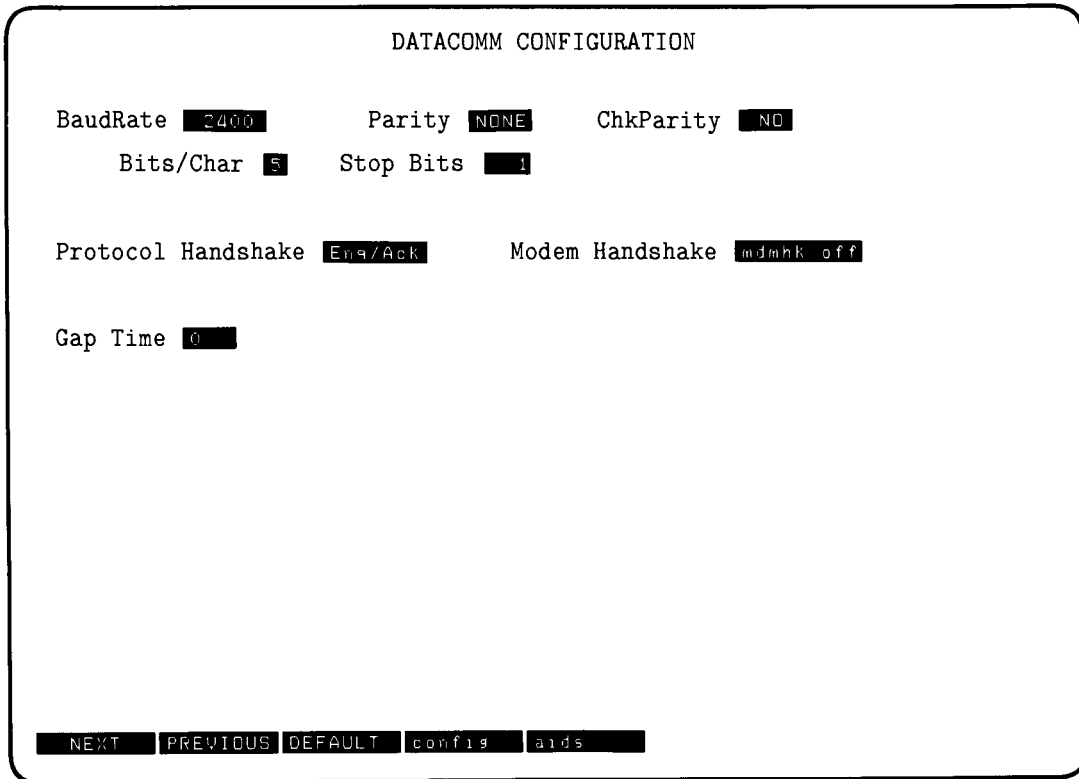 DATACOMM CONFIGURATION
BaudRate 2400 Parity NONE ChkParity NO
Bits/Char 5 Stop Bits 1
Protocol Handshake Enq/Ack Modem Handshake mdmhk off
Gap Time 0
NEXT PREVIOUS DEFAULT config aids